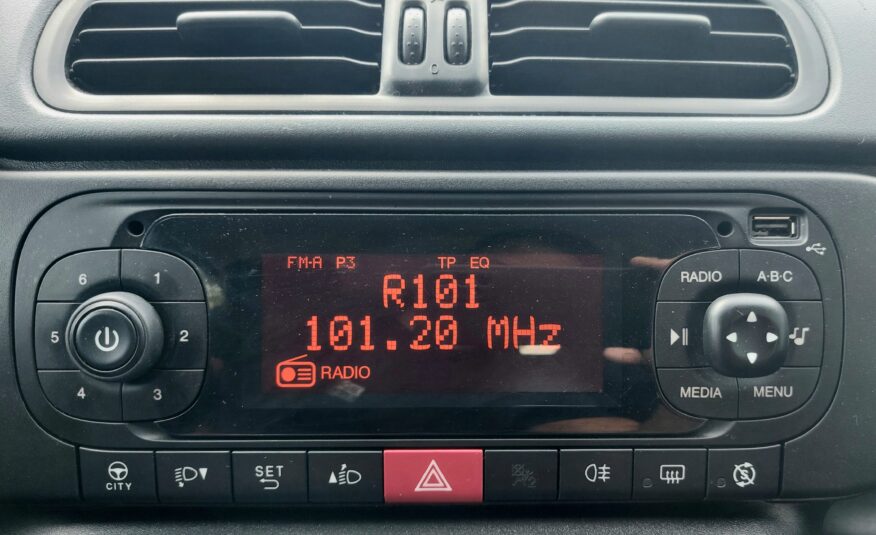 FM-A P3 TP EQ
R101
101.20 MHz
RADIO
6 1
5 2
4 3
RADIO A·B·C
MEDIA MENU
CITY SET